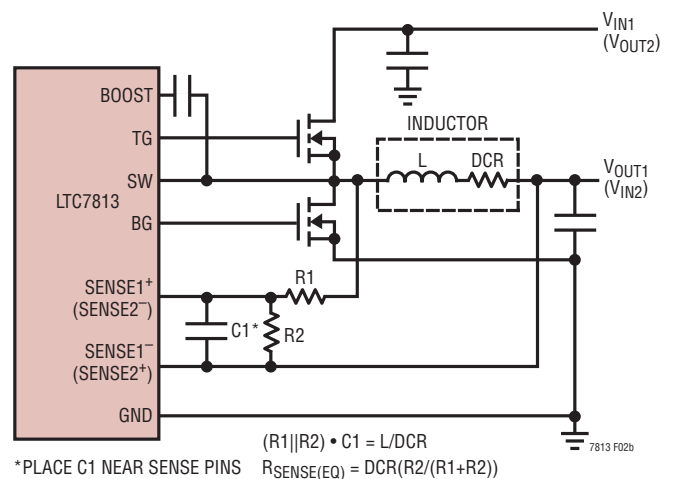 V_IN1
(V_OUT2)
BOOST
INDUCTOR
TG
L
DCR
V_OUT1
(V_IN2)
SW
LTC7813
BG
R1
SENSE1⁺
(SENSE2⁻)
C1*
R2
SENSE1⁻
(SENSE2⁺)
GND
(R1||R2) • C1 = L/DCR
7813 F02b
*PLACE C1 NEAR SENSE PINS
R_SENSE(EQ) = DCR(R2/(R1+R2))